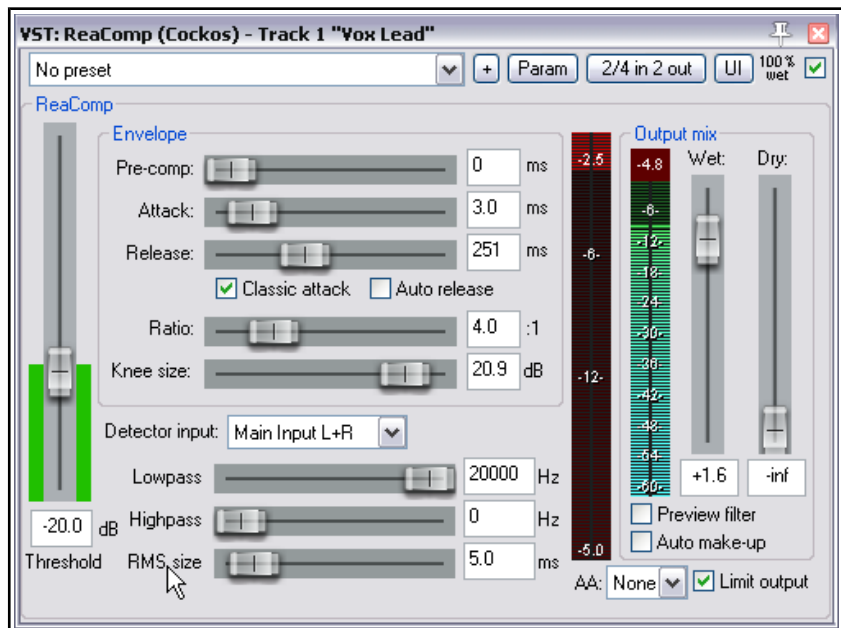 VST: ReaComp (Cockos) - Track 1 "Vox Lead"
No preset + Param 2/4 in 2 out UI 100% wet
ReaComp
Envelope
Pre-comp: 0 ms
Attack: 3.0 ms
Release: 251 ms
Classic attack Auto release
Ratio: 4.0 :1
Knee size: 20.9 dB
Detector input: Main Input L+R
Lowpass 20000 Hz
Highpass 0 Hz
RMS size 5.0 ms
-20.0 dB
Threshold
-2.5
-6-
-12-
-5.0
Output mix
Wet: Dry:
-4.8
-6-
-12-
-18-
-24-
-30-
-36-
-42-
-48-
-54-
-60-
+1.6 -inf
Preview filter
Auto make-up
AA: None Limit output